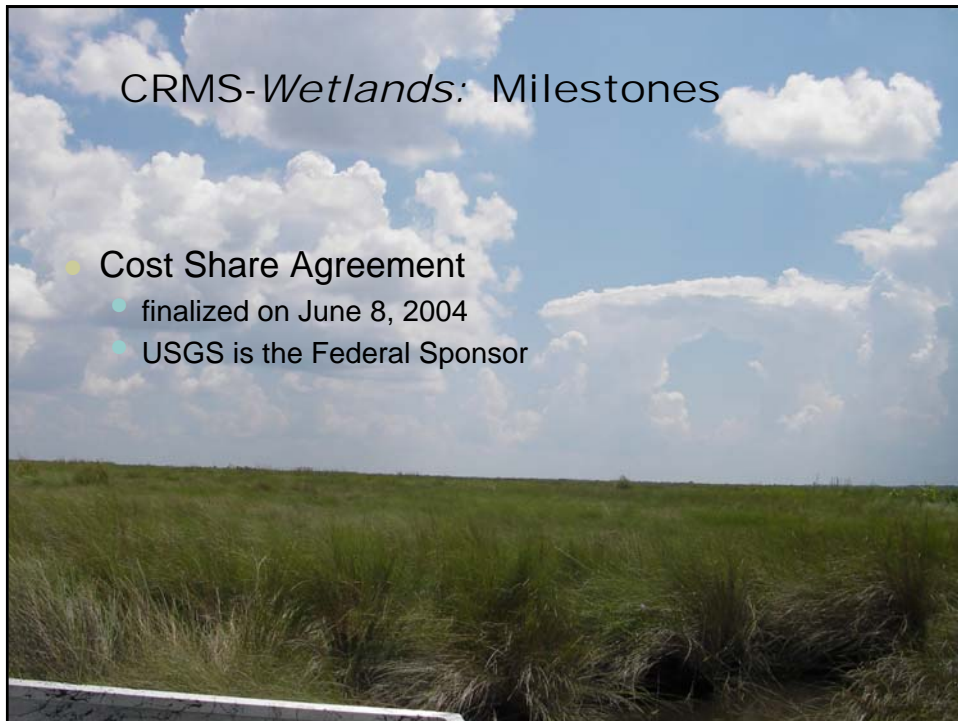 CRMS-Wetlands: Milestones
Cost Share Agreement
finalized on June 8, 2004
USGS is the Federal Sponsor